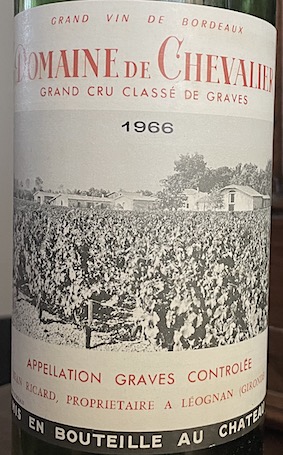 GRAND VIN DE BORDEAUX
DOMAINE DE CHEVALIER
GRAND CRU CLASSÉ DE GRAVES
1966
APPELLATION GRAVES CONTROLÉE
RICARD, PROPRIETAIRE A LÉOGNAN (GIRONDE)
EN BOUTEILLE AU CHATEAU